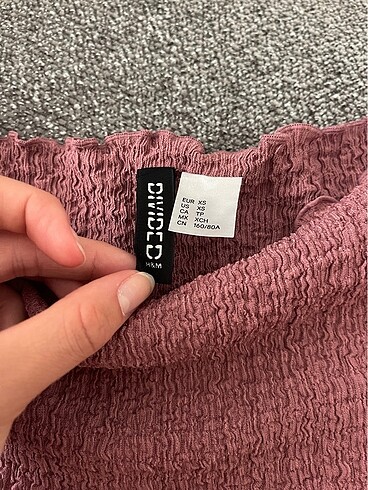 DIVIDED
H&M
EUR XS
US XS
CA TP
MX XCH
CN 160/80A